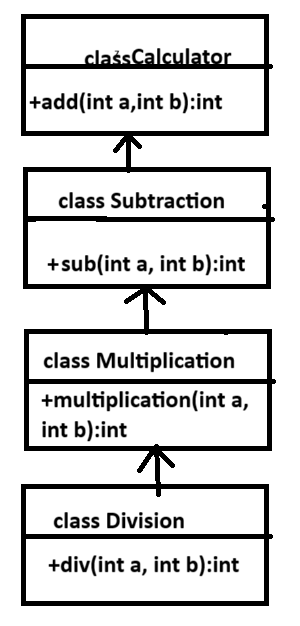 class Calculator
+add(int a,int b):int
class Subtraction
+sub(int a, int b):int
class Multiplication
+multiplication(int a,
int b):int
class Division
+div(int a, int b):int